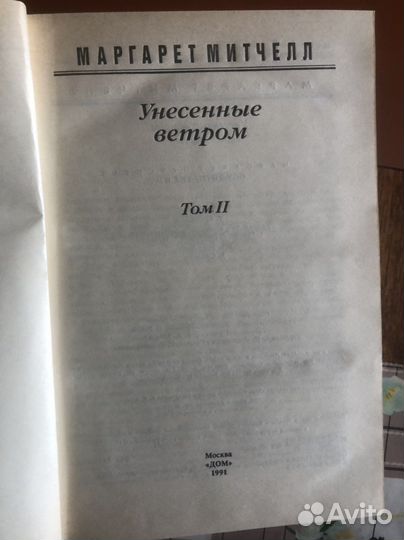 МАРГАРЕТ МИТЧЕЛЛ
Унесенные
ветром
Том II
Москва
«ДОМ»
1991
Avito